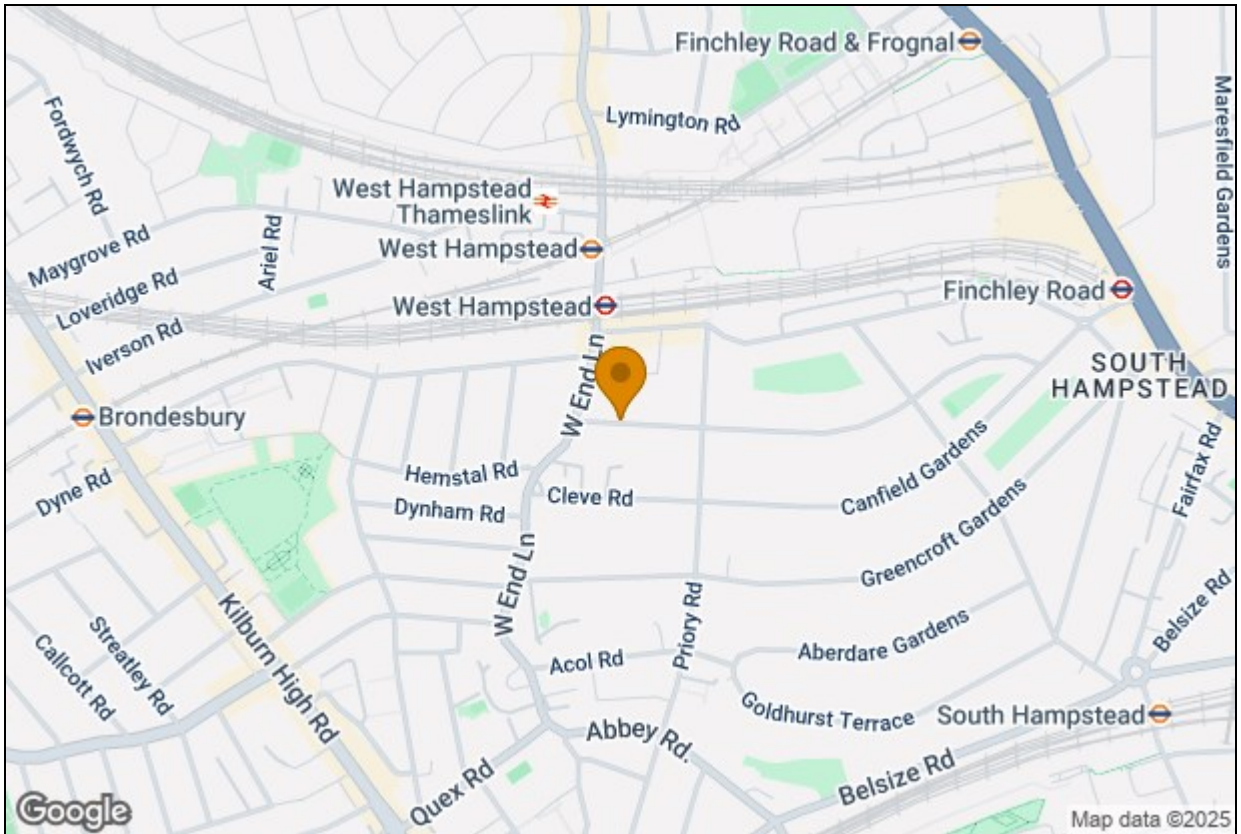 Finchley Road & Frognal
Maresfield Gardens
Fordwych Rd
Lymington Rd
West Hampstead
Thameslink
Ariel Rd
Maygrove Rd
West Hampstead
Loveridge Rd
Finchley Road
West Hampstead
Iverson Rd
W End Ln
SOUTH
HAMPSTEAD
Brondesbury
Fairfax Rd
Canfield Gardens
Hemstal Rd
Dyne Rd
Cleve Rd
Dynham Rd
Greencroft Gardens
W End Ln
Belsize Rd
Priory Rd
Kilburn High Rd
Streatley Rd
Callcott Rd
Aberdare Gardens
Acol Rd
Goldhurst Terrace
South Hampstead
Abbey Rd.
Belsize Rd
Quex Rd
Google
Map data ©2025